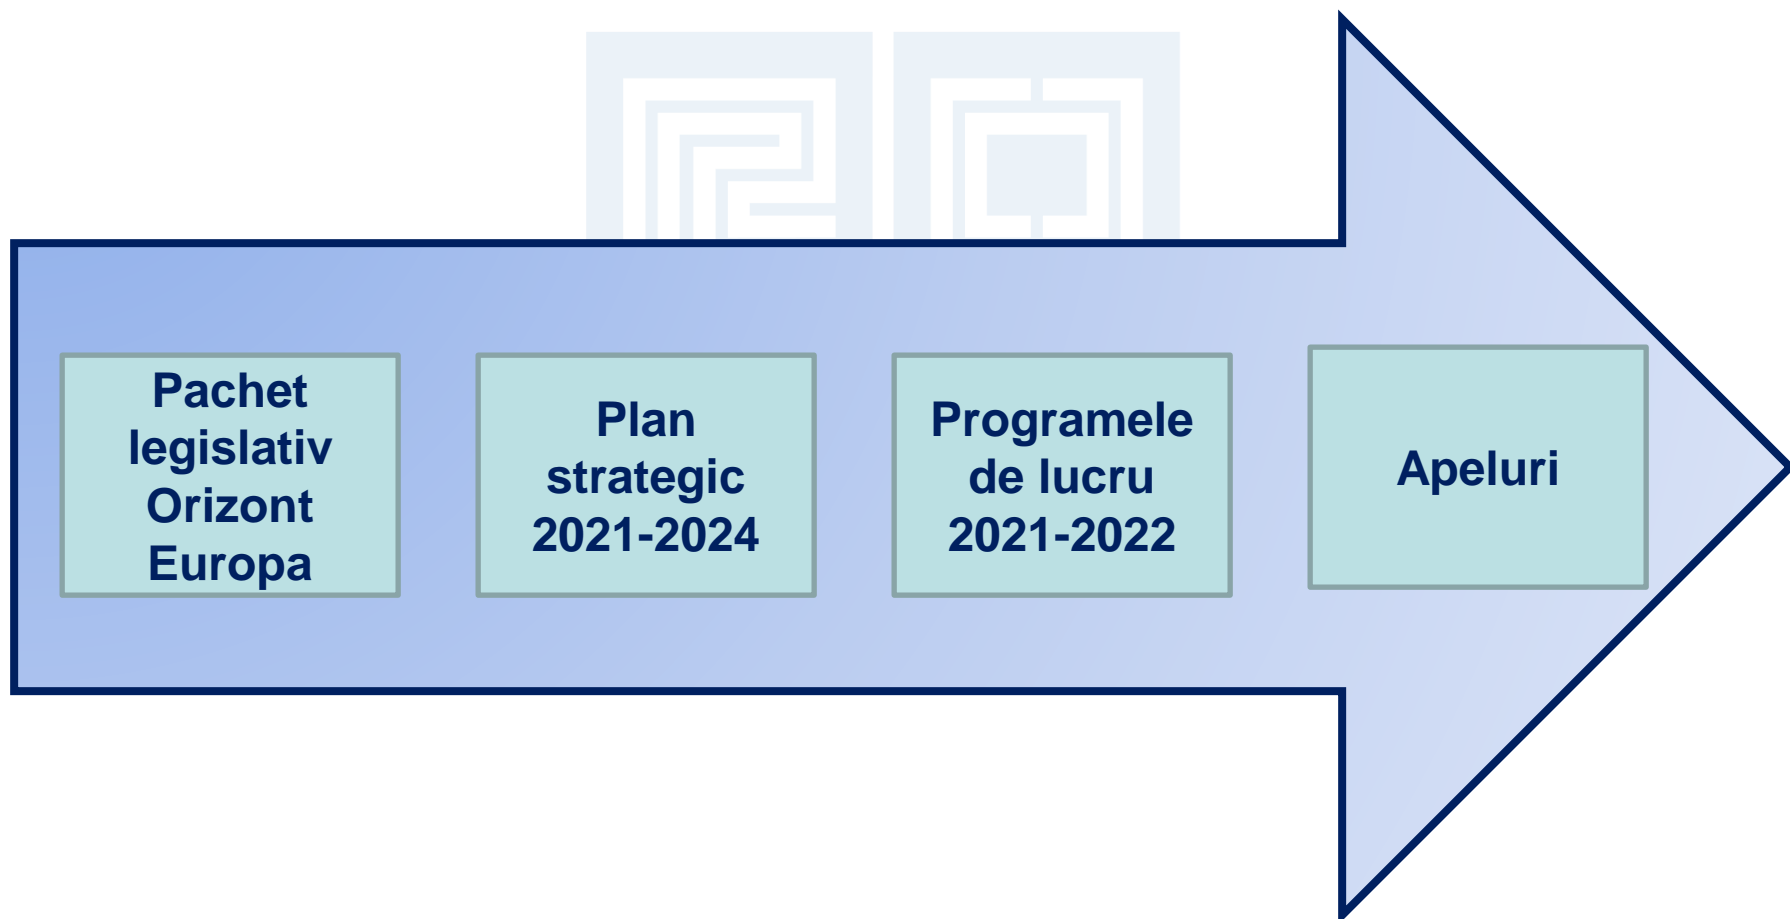 Pachet
legislativ
Orizont
Europa
Plan
strategic
2021-2024
Programele
de lucru
2021-2022
Apeluri